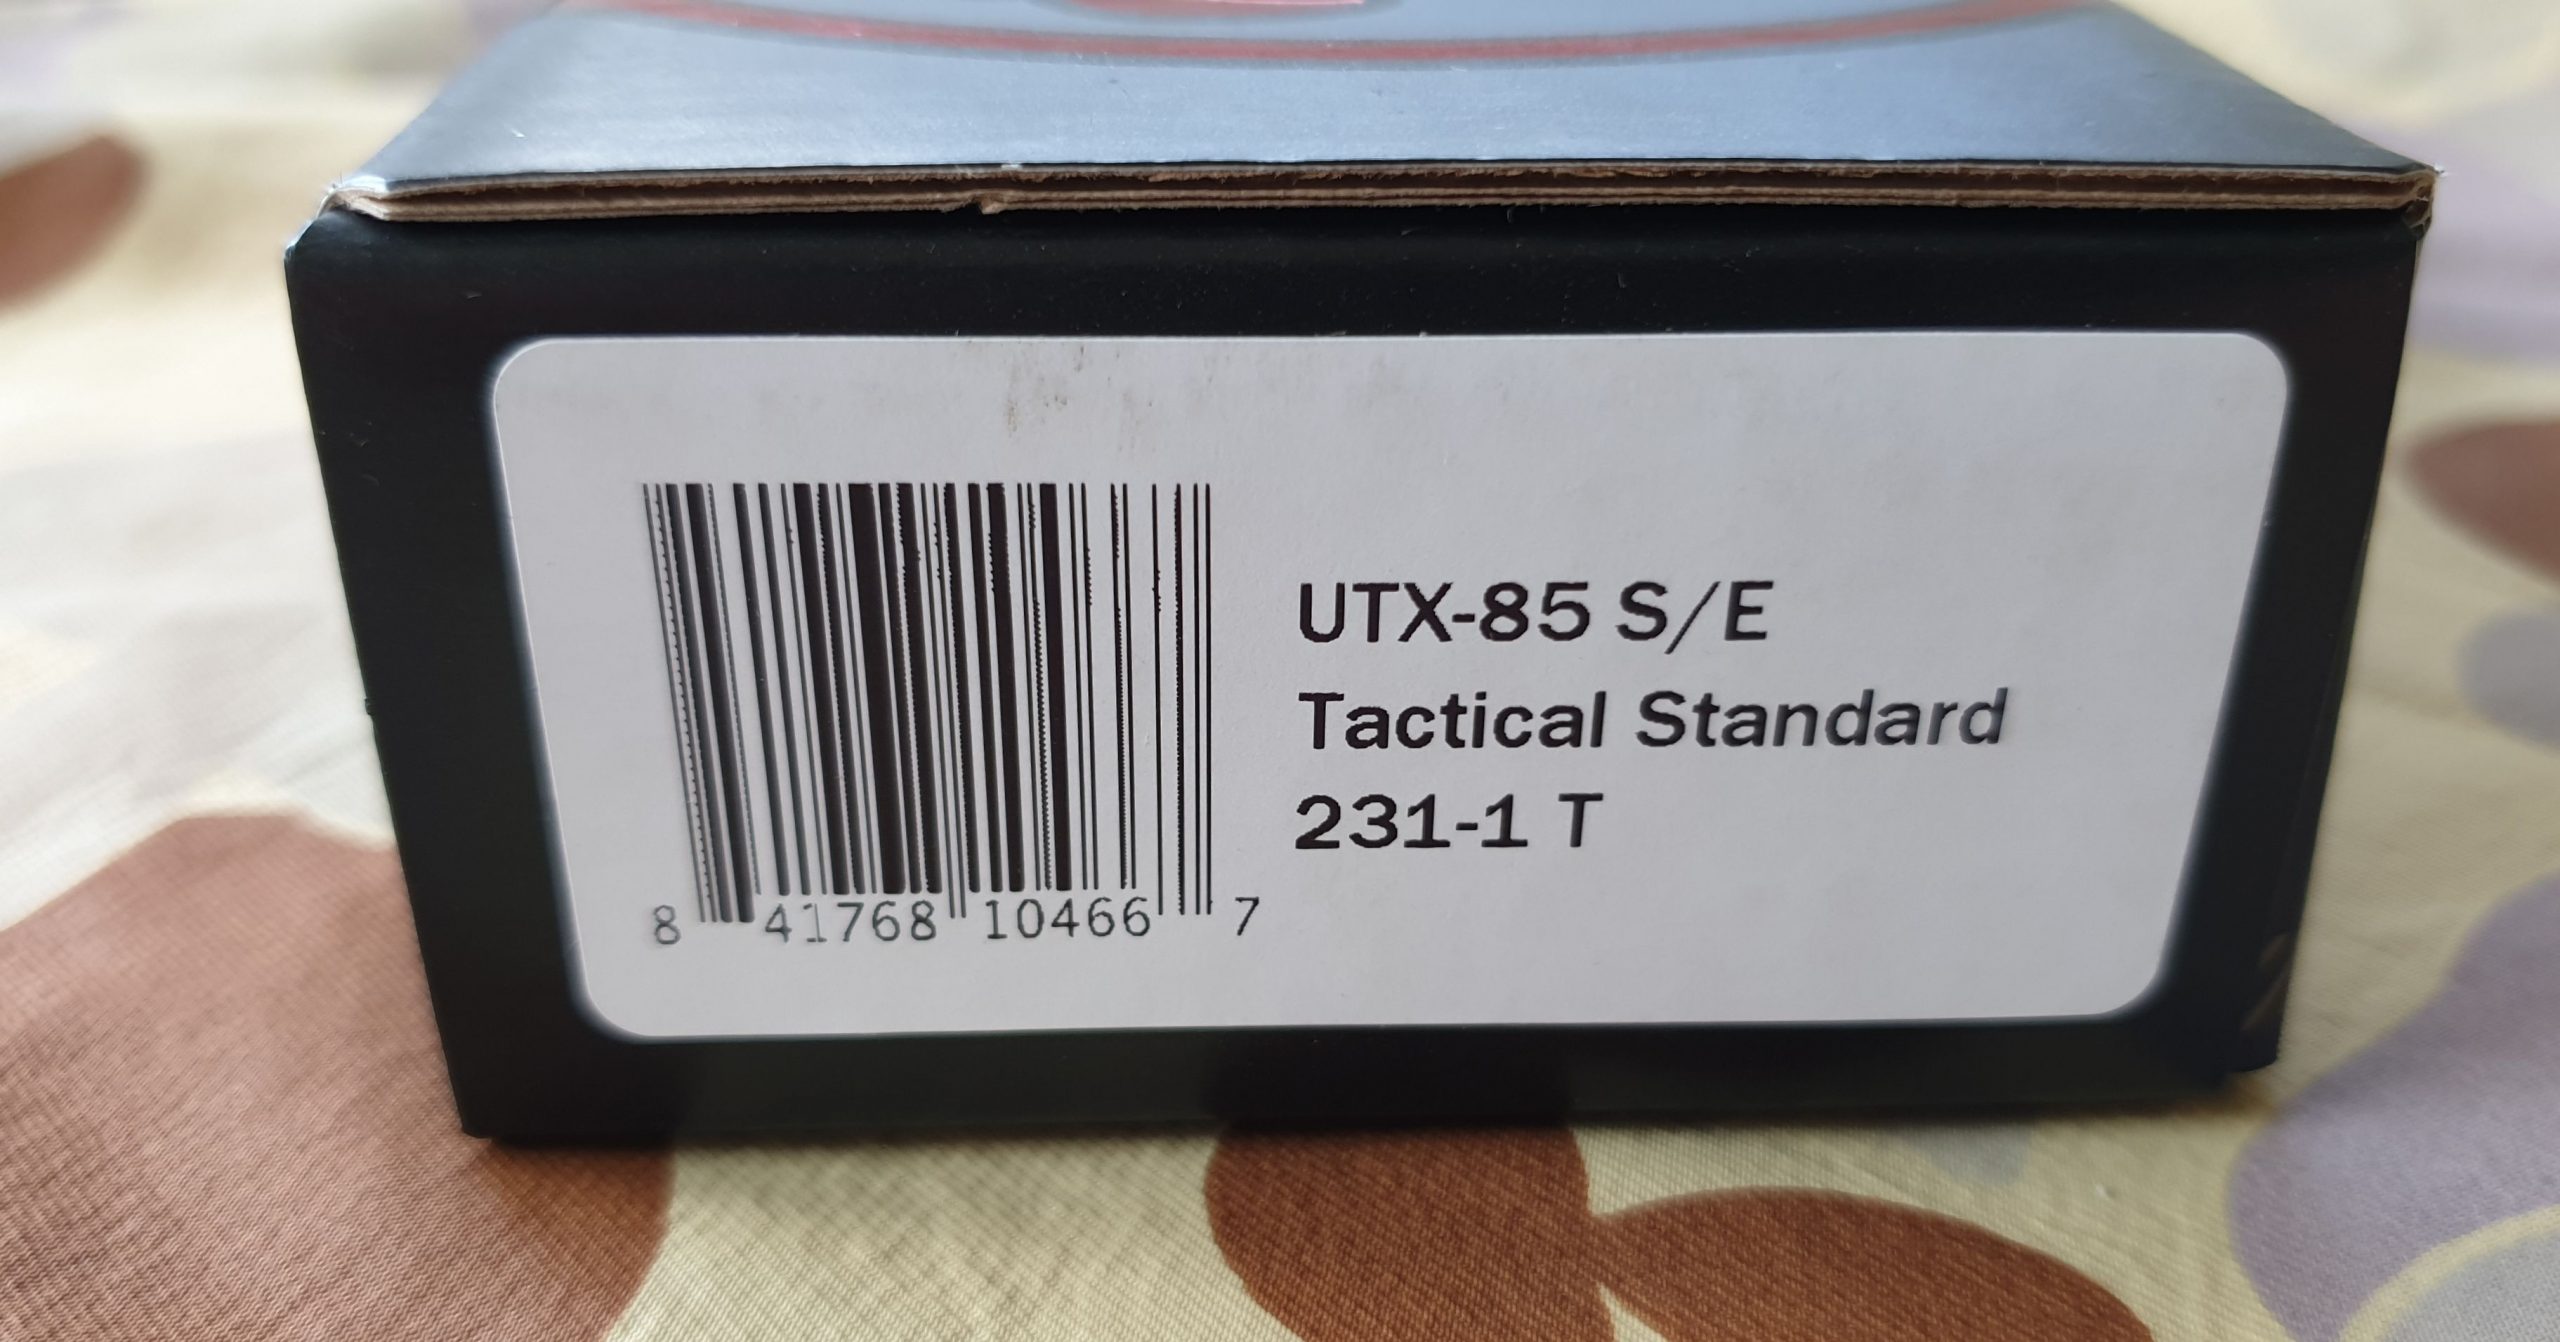 UTX-85 S/E
Tactical Standard
231-1 T
8 41768 10466 7